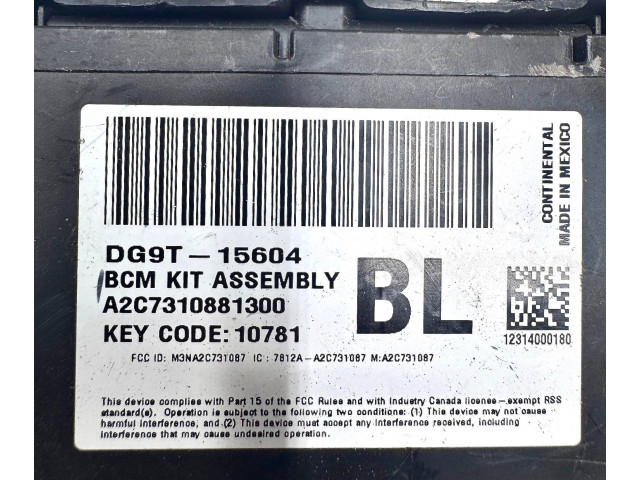 DG9T-15604
BCM KIT ASSEMBLY
A2C7310881300
KEY CODE: 10781
BL
CONTINENTAL
MADE IN MEXICO
12314000180
FCC ID: M3NA2C731087 IC : 7812A-A2C731087 M:A2C731087
This device complies with Part 15 of the FCC Rules and with Industry Canada license-exempt RSS
standard(s). Operation is subject to the following two conditions: (1) This device may not cause
harmful interference, and (2) This device must accept any interference received, including
interference that may cause undesired operation.